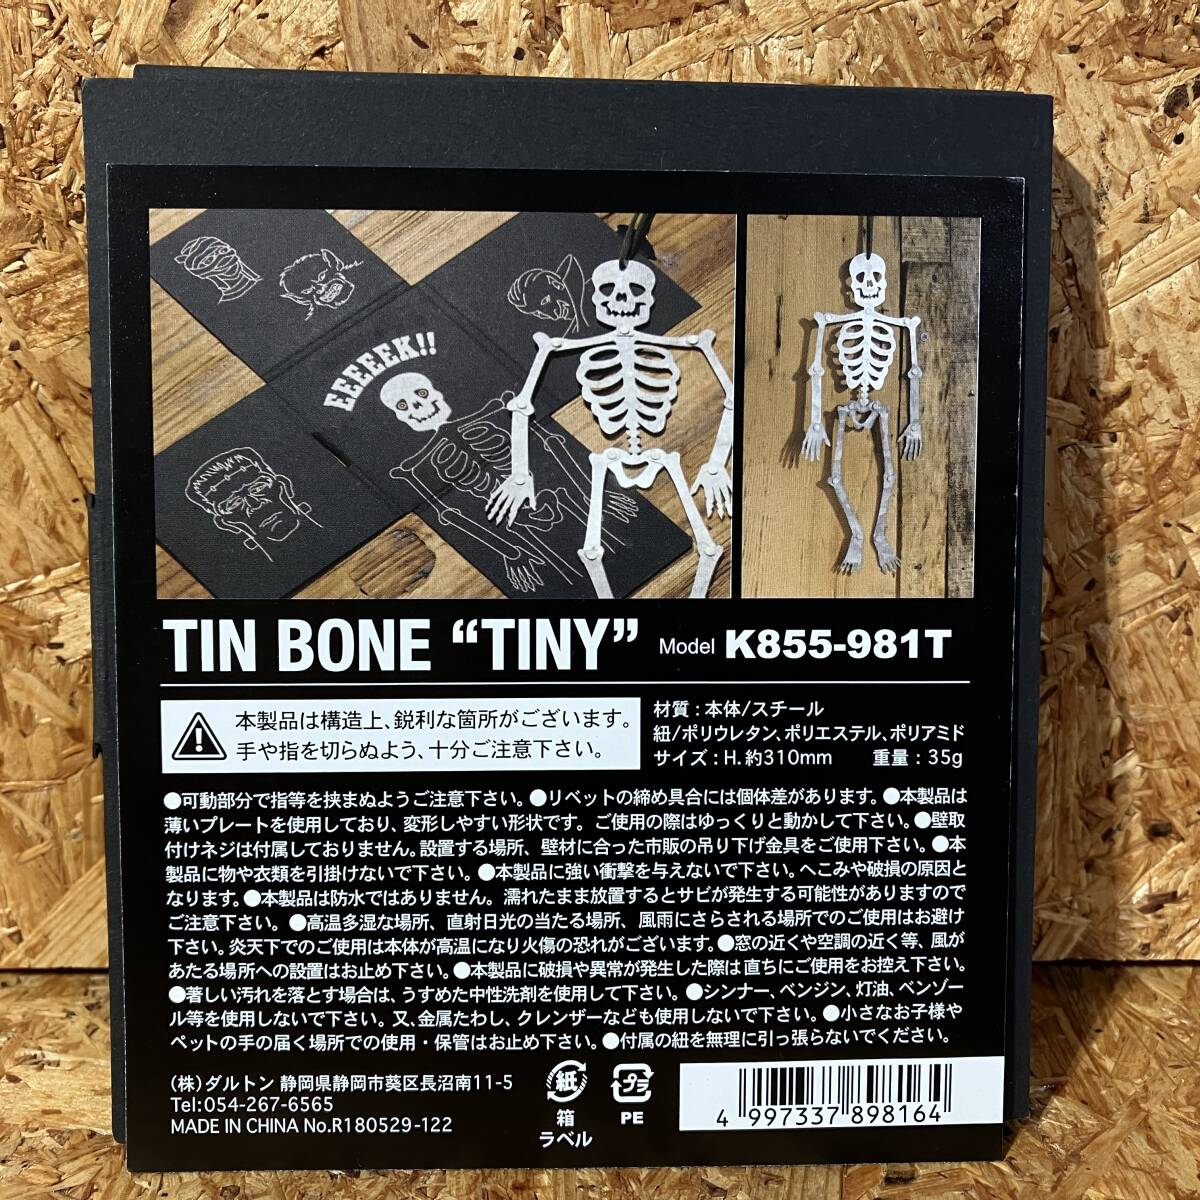 EEEEEEK!!
TIN BONE “TINY” Model K855-981T
本製品は構造上、鋭利な箇所がございます。
手や指を切らぬよう、十分ご注意下さい。
材質：本体/スチール
紐/ポリウレタン、ポリエステル、ポリアミド
サイズ：H.約310mm 重量：35g
●可動部分で指等を挟まぬようご注意下さい。●リベットの締め具合には個体差があります。●本製品は
薄いプレートを使用しており、変形しやすい形状です。ご使用の際はゆっくりと動かして下さい。●壁取
付けネジは付属しておりません。設置する場所、壁材に合った市販の吊り下げ金具をご使用下さい。●本
製品に物や衣類を引掛けないで下さい。●本製品に強い衝撃を与えないで下さい。へこみや破損の原因と
なります。●本製品は防水ではありません。濡れたまま放置するとサビが発生する可能性がありますので
ご注意下さい。●高温多湿な場所、直射日光の当たる場所、風雨にさらされる場所でのご使用はお避け
下さい。炎天下でのご使用は本体が高温になり火傷の恐れがございます。●窓の近くや空調の近く等、風が
あたる場所への設置はお止め下さい。●本製品に破損や異常が発生した際は直ちにご使用をお控え下さい。
●著しい汚れを落とす場合は、うすめた中性洗剤を使用して下さい。●シンナー、ベンジン、灯油、ベンゾー
ル等を使用しないで下さい。又、金属たわし、クレンザーなども使用しないで下さい。●小さなお子様や
ペットの手の届く場所での使用・保管はお止め下さい。●付属の紐を無理に引っ張らないでください。
(株)ダルトン 静岡県静岡市葵区長沼南11-5
Tel:054-267-6565
MADE IN CHINA No.R180529-122
紙
箱
ラベル
プラ
PE
4 997337 898164